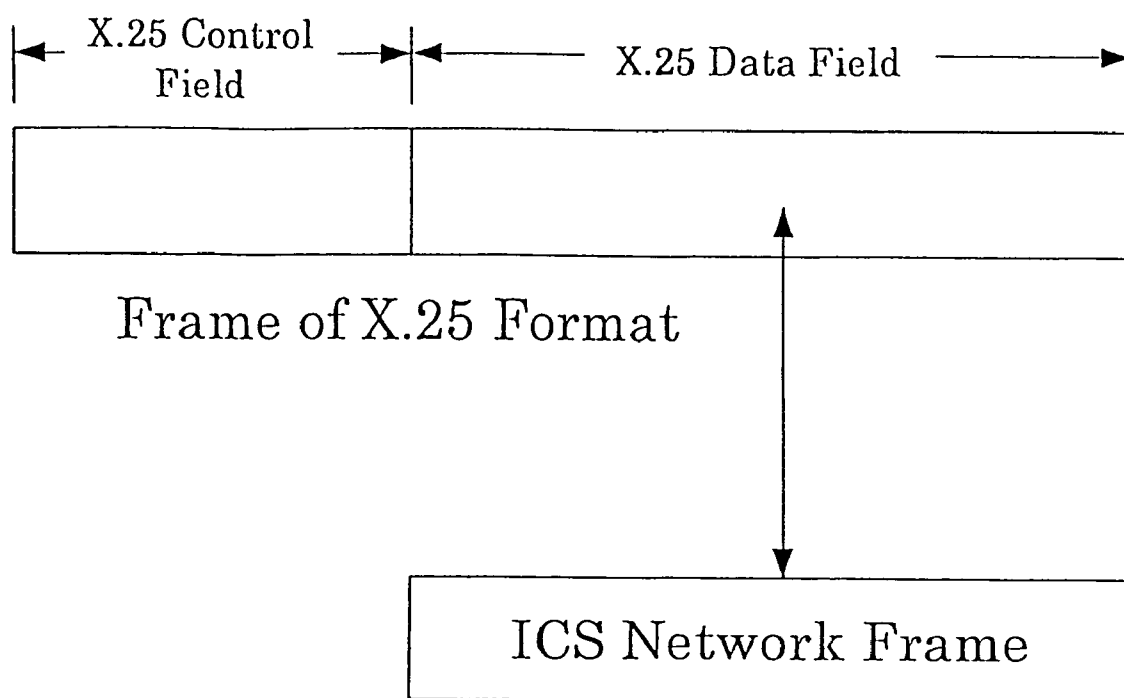 X.25 Control
Field
X.25 Data Field
Frame of X.25 Format
ICS Network Frame